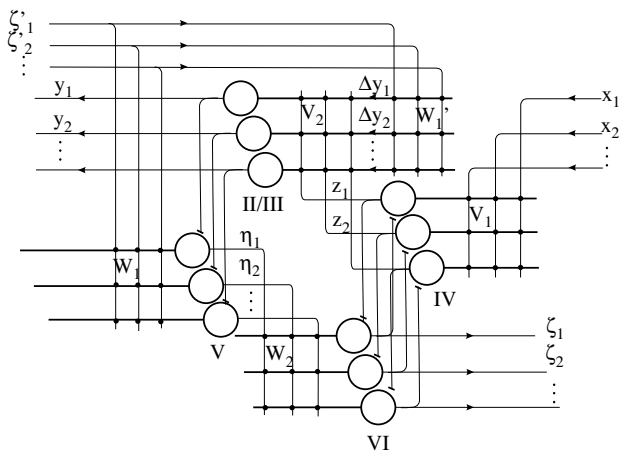 ζ'₁
ζ'₂
⋮
y₁ Δy₁ x₁
V₂ W₁'
y₂ Δy₂ x₂
⋮ ⋮ ⋮
II/III z₁ V₁
z₂
W₁ η₁
η₂
⋮
IV
V W₂ ζ₁
ζ₂
⋮
VI